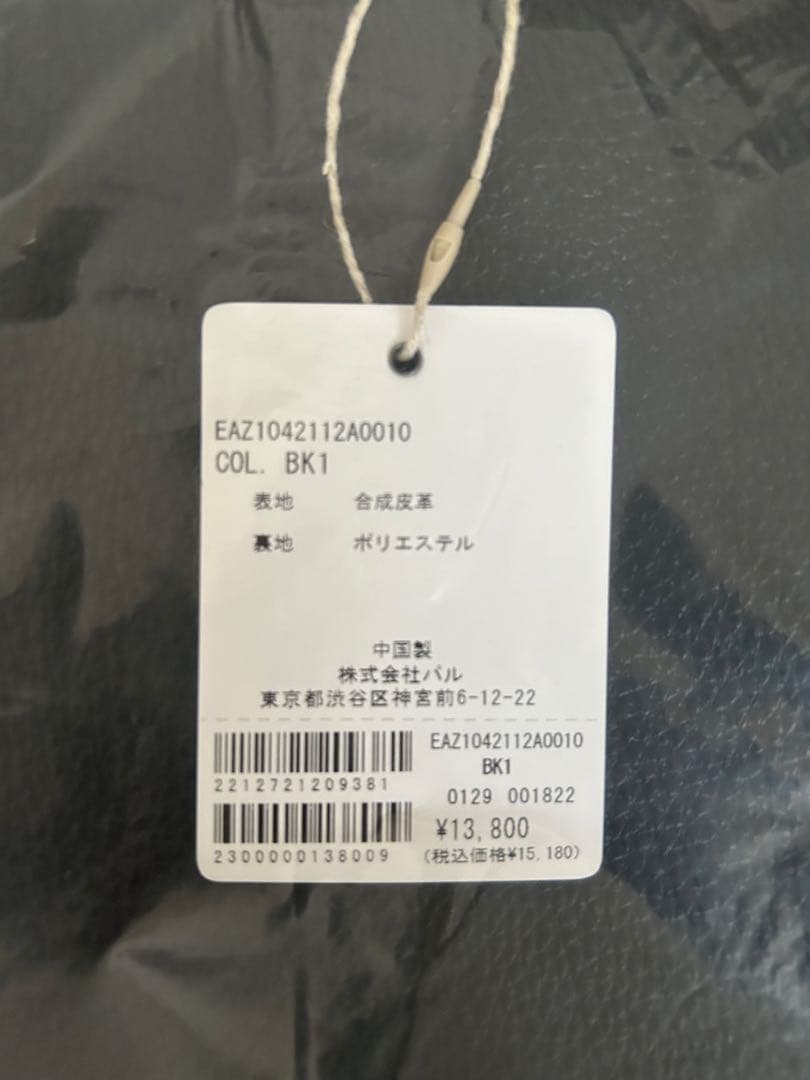 EAZ1042112A0010
COL. BK1
表地 合成皮革
裏地 ポリエステル
中国製
株式会社パル
東京都渋谷区神宮前6-12-22
EAZ1042112A0010
BK1
2212721209381
0129 001822
¥13,800
2300000138009
(税込価格¥15,180)